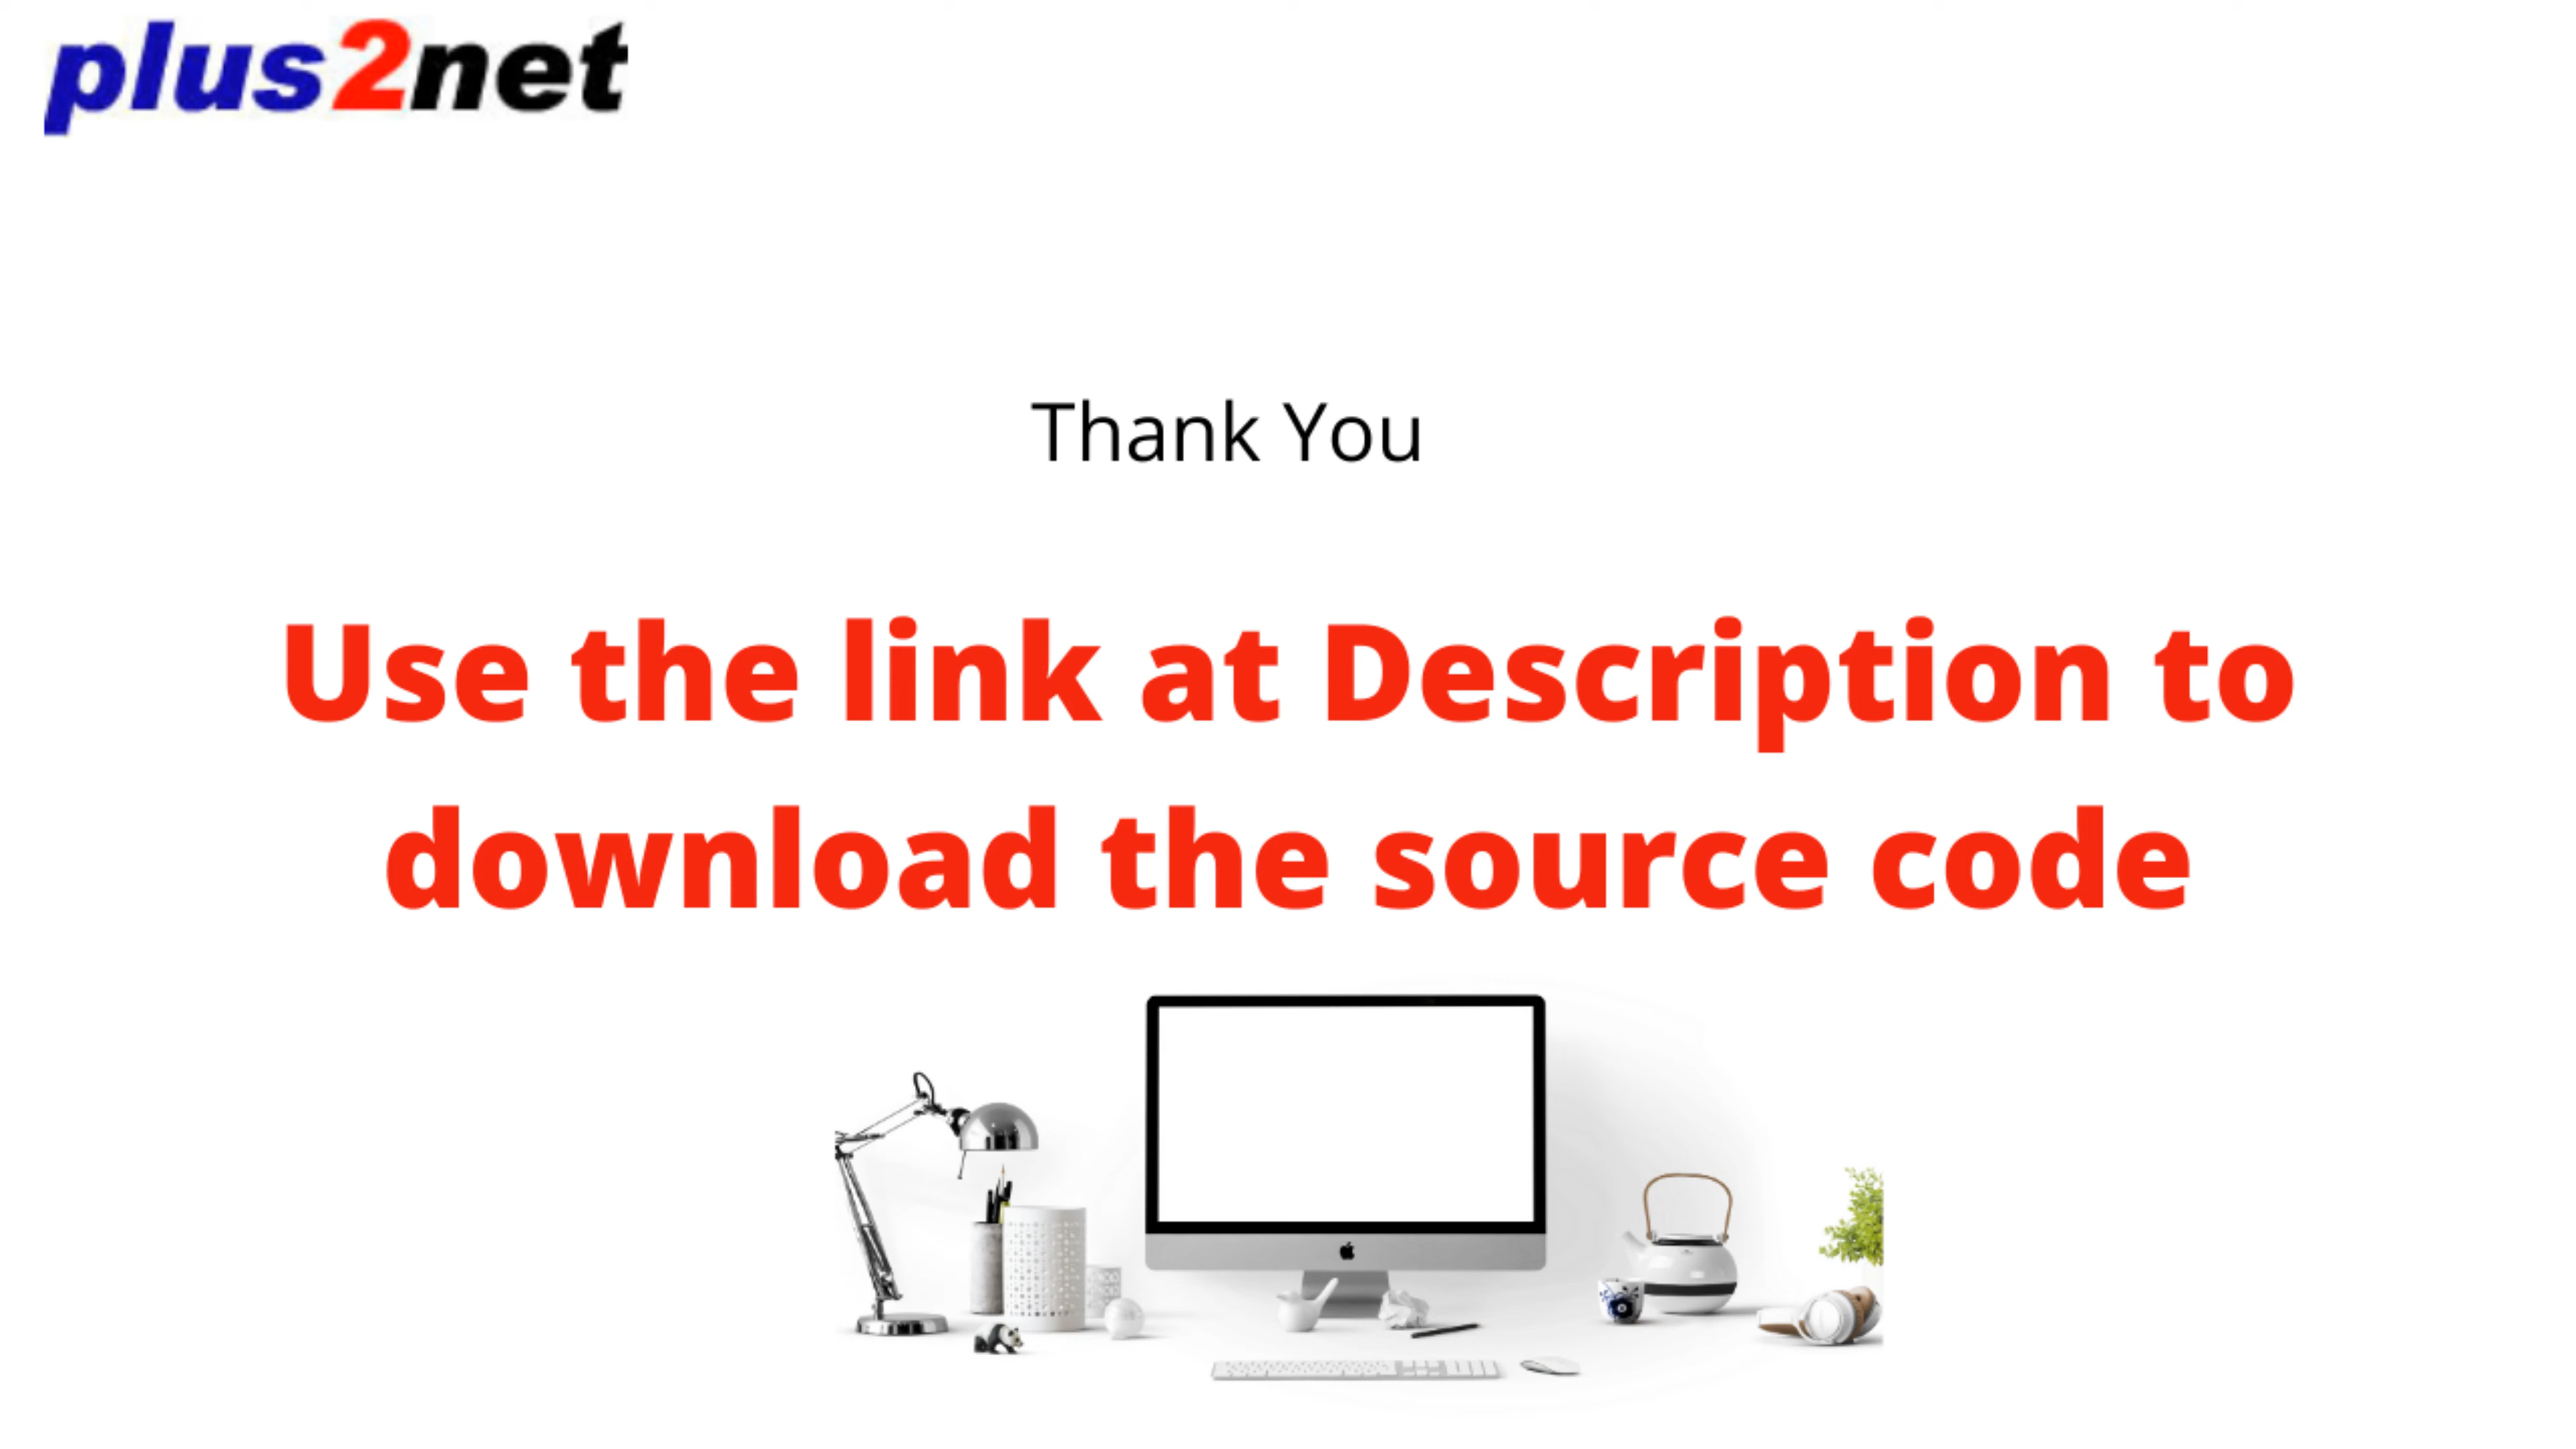 plus2net
Thank You
Use the link at Description to
download the source code